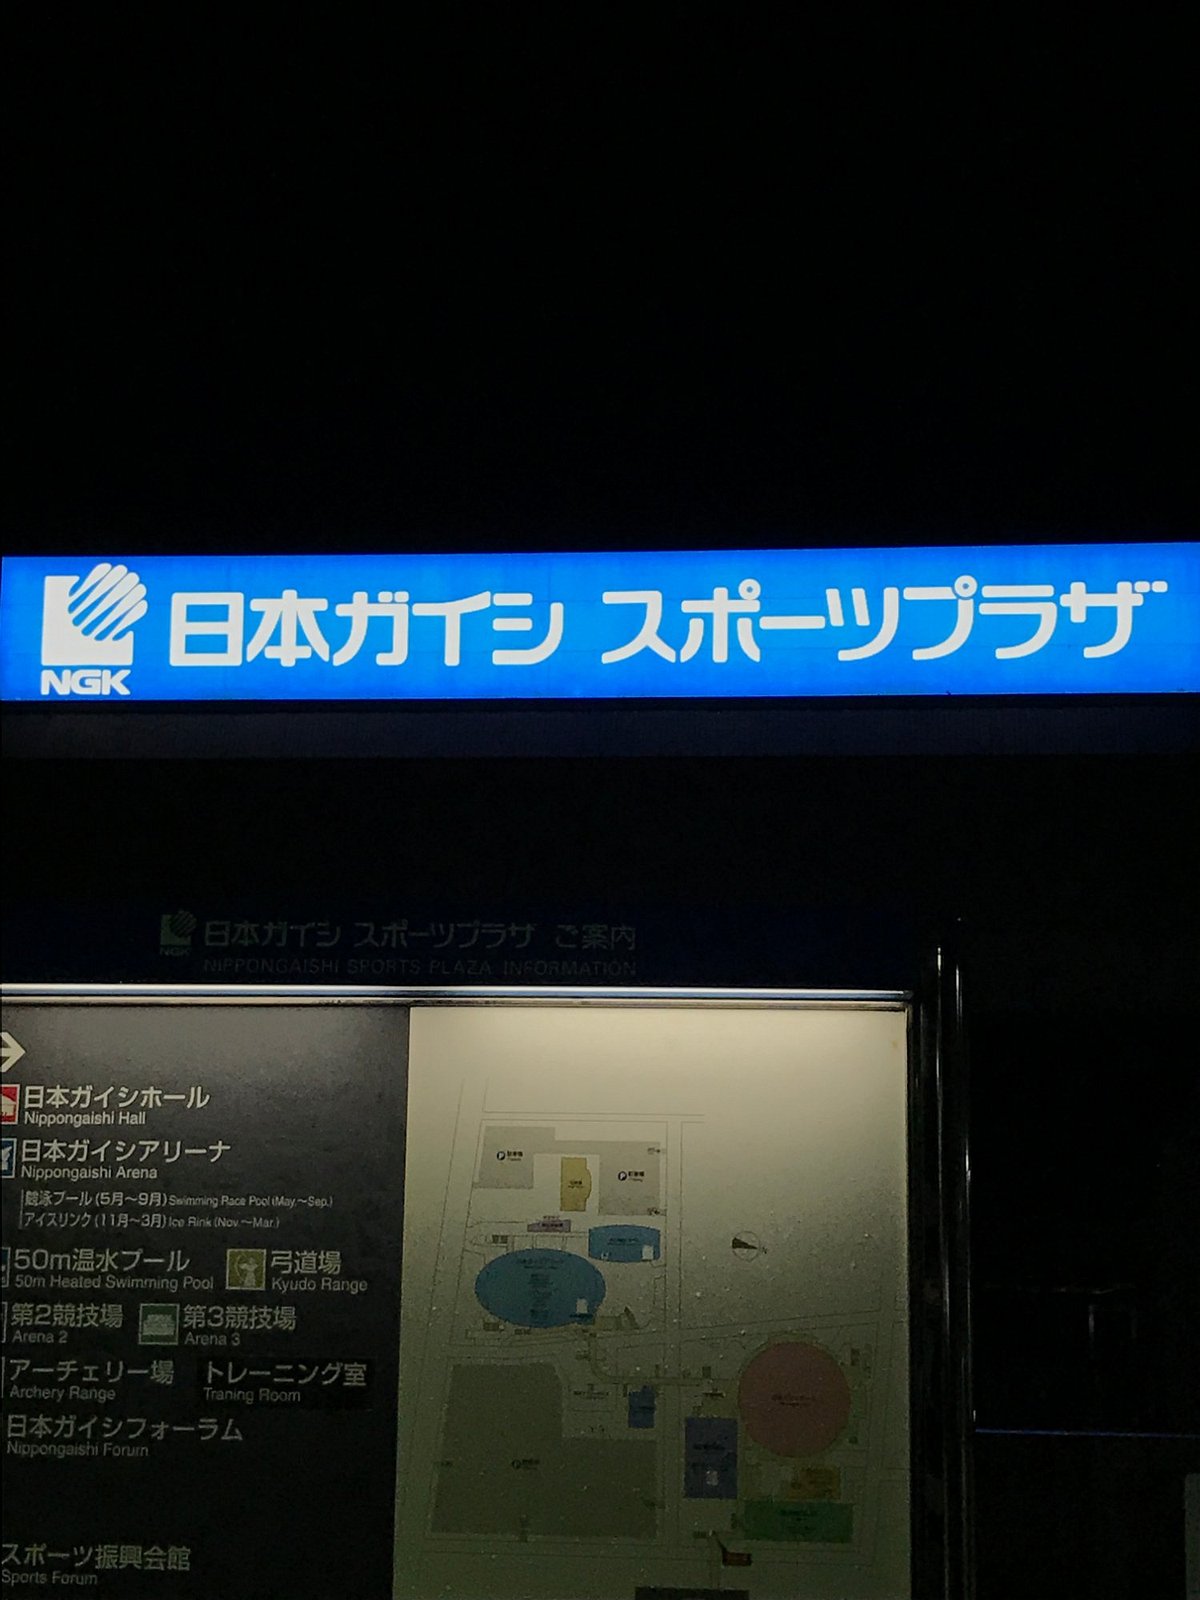 NGK 日本ガイシ スポーツプラザ
NGK 日本ガイシ スポーツプラザ ご案内
NIPPONGAISHI SPORTS PLAZA INFORMATION
→
日本ガイシホール
Nippongaishi Hall
日本ガイシアリーナ
Nippongaishi Arena
競泳プール (5月〜9月) Swimming Race Pool (May.〜Sep.)
アイスリンク (11月〜3月) Ice Rink (Nov.〜Mar.)
50m温水プール 弓道場
50m Heated Swimming Pool Kyudo Range
第2競技場 第3競技場
Arena 2 Arena 3
アーチェリー場 トレーニング室
Archery Range Traning Room
日本ガイシフォーラム
Nippongaishi Forum
スポーツ振興会館
Sports Forum